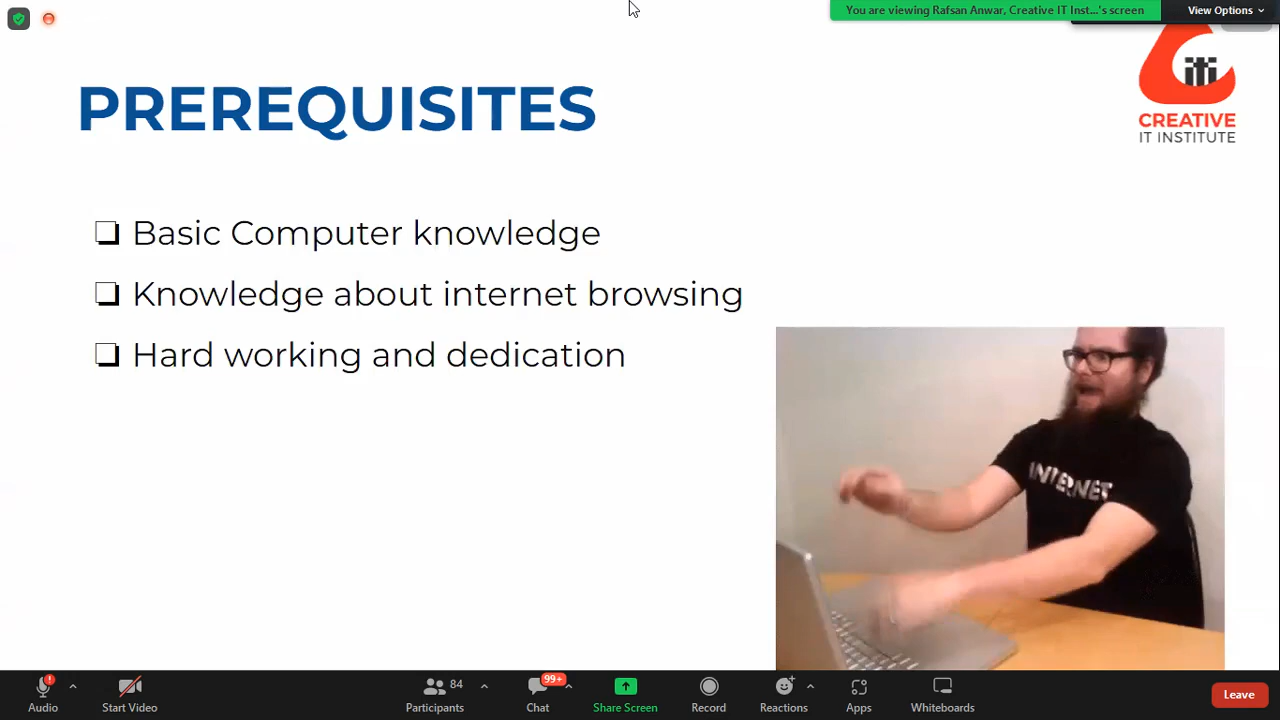 You are viewing Rafsan Anwar, Creative IT Inst...'s screen
View Options
PREREQUISITES
iti
CREATIVE
IT INSTITUTE
Basic Computer knowledge
Knowledge about internet browsing
Hard working and dedication
INTERNET
Audio
Start Video
84
Participants
99+
Chat
Share Screen
Record
Reactions
Apps
Whiteboards
Leave